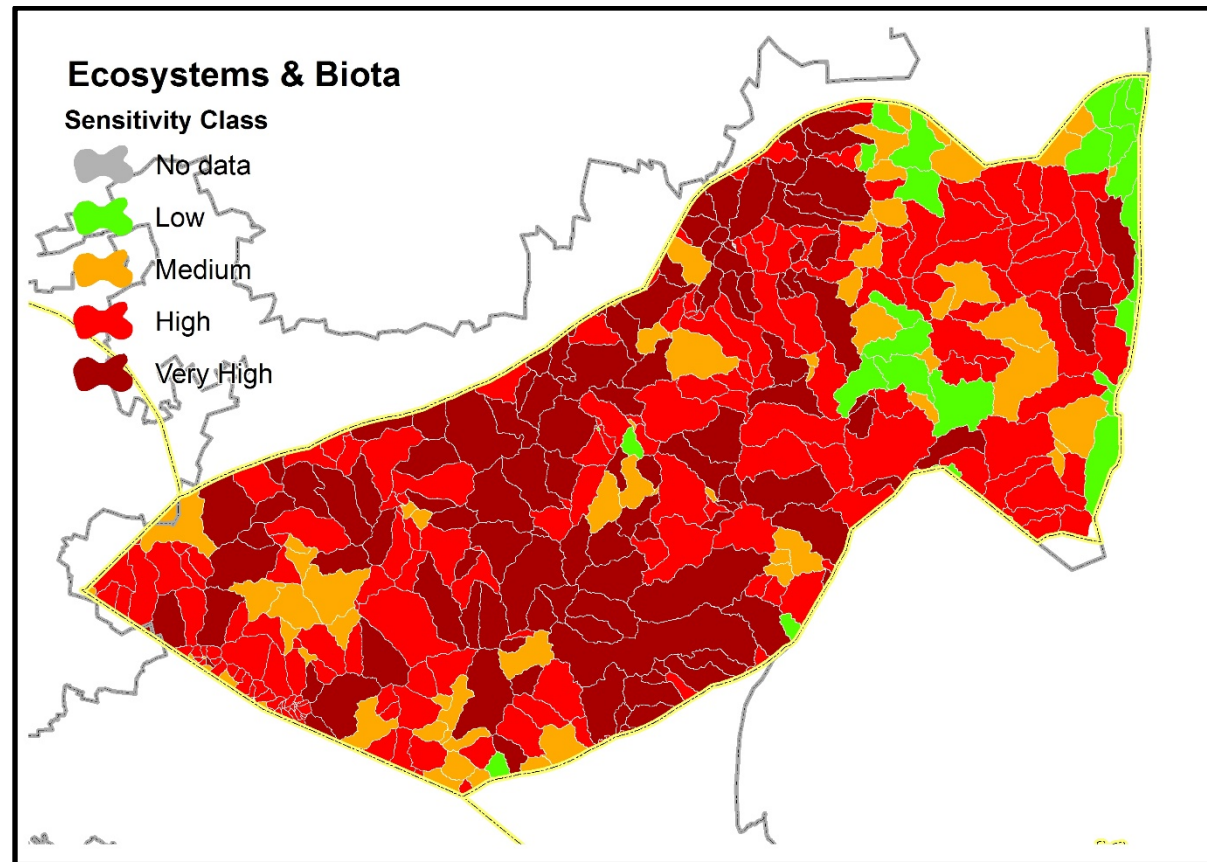 Ecosystems & Biota
Sensitivity Class
No data
Low
Medium
High
Very High